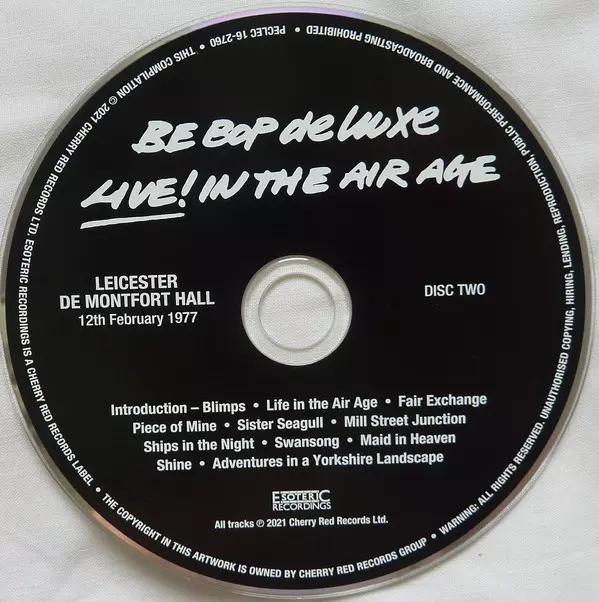 BE BOP deluxe
LIVE! IN THE AIR AGE
LEICESTER
DE MONTFORT HALL
12th February 1977
DISC TWO
Introduction – Blimps • Life in the Air Age • Fair Exchange
Piece of Mine • Sister Seagull • Mill Street Junction
Ships in the Night • Swansong • Maid in Heaven
Shine • Adventures in a Yorkshire Landscape
ESOTERIC
RECORDINGS
All tracks ℗ 2021 Cherry Red Records Ltd.
PECLEC 16-2760 • THIS COMPILATION © 2021 CHERRY RED RECORDS LTD. ESOTERIC RECORDINGS IS A CHERRY RED RECORDS LABEL • THE COPYRIGHT IN THIS ARTWORK IS OWNED BY CHERRY RED RECORDS GROUP • WARNING: ALL RIGHTS RESERVED. UNAUTHORISED COPYING, HIRING, LENDING, REPRODUCTION, PUBLIC PERFORMANCE AND BROADCASTING PROHIBITED •